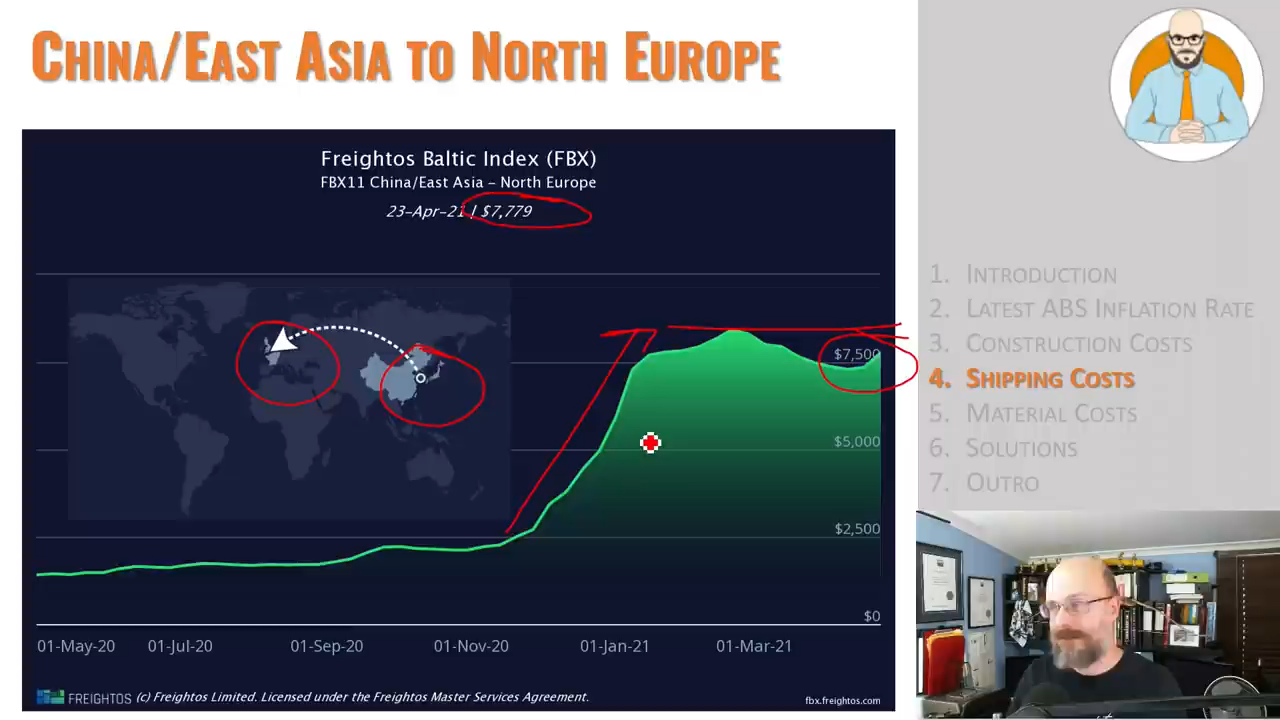 CHINA/EAST ASIA TO NORTH EUROPE
Freightos Baltic Index (FBX)
FBX11 China/East Asia – North Europe
23-Apr-21 | $7,779
$7,500
$5,000
$2,500
$0
01-May-20 01-Jul-20 01-Sep-20 01-Nov-20 01-Jan-21 01-Mar-21
FREIGHTOS (c) Freightos Limited. Licensed under the Freightos Master Services Agreement.
fbx.freightos.com
1. INTRODUCTION
2. LATEST ABS INFLATION RATE
3. CONSTRUCTION COSTS
4. SHIPPING COSTS
5. MATERIAL COSTS
6. SOLUTIONS
7. OUTRO